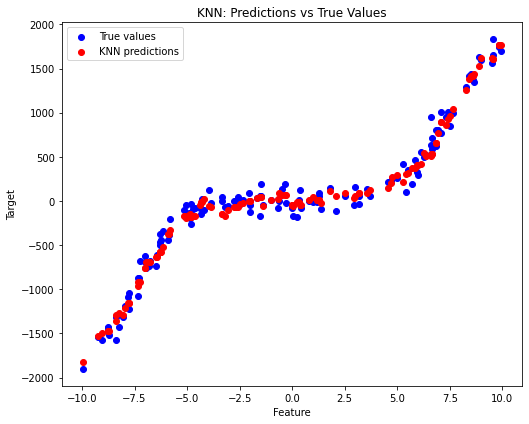 KNN: Predictions vs True Values
True values
KNN predictions
2000
1500
1000
500
0
−500
−1000
−1500
−2000
Target
−10.0 −7.5 −5.0 −2.5 0.0 2.5 5.0 7.5 10.0
Feature